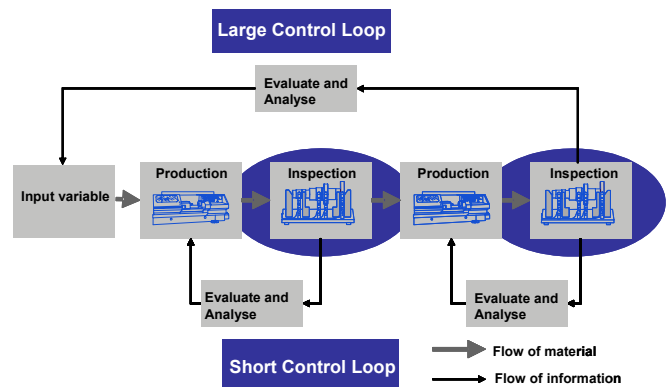 Large Control Loop
Evaluate and
Analyse
Input variable
Production
Inspection
Production
Inspection
Evaluate and
Analyse
Evaluate and
Analyse
Short Control Loop
Flow of material
Flow of information